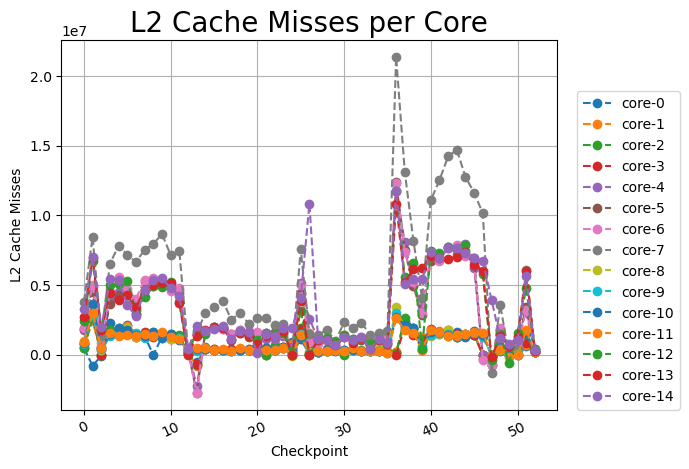 L2 Cache Misses per Core
1e7
2.0
1.5
1.0
0.5
0.0
L2 Cache Misses
0
10
20
30
40
50
Checkpoint
core-0
core-1
core-2
core-3
core-4
core-5
core-6
core-7
core-8
core-9
core-10
core-11
core-12
core-13
core-14